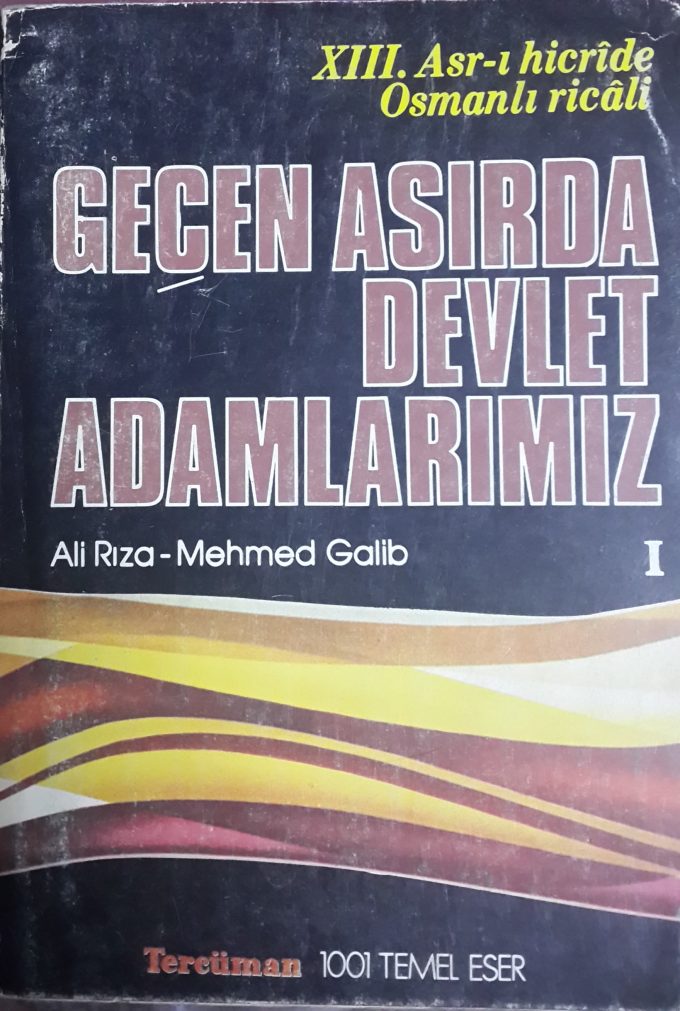 XIII. Asr-ı hicrîde
Osmanlı ricâli
GEÇEN ASIRDA
DEVLET
ADAMLARIMIZ
Ali Rıza-Mehmed Galib
I
Tercüman 1001 TEMEL ESER